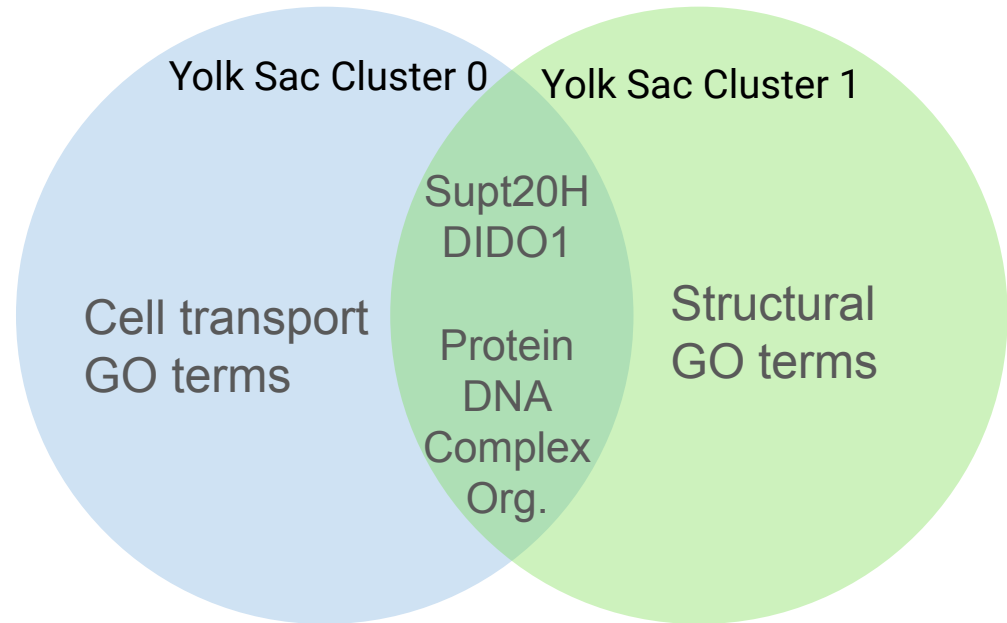 Yolk Sac Cluster 0
Yolk Sac Cluster 1
Supt20H
DIDO1
Cell transport
GO terms
Protein
DNA
Complex
Org.
Structural
GO terms